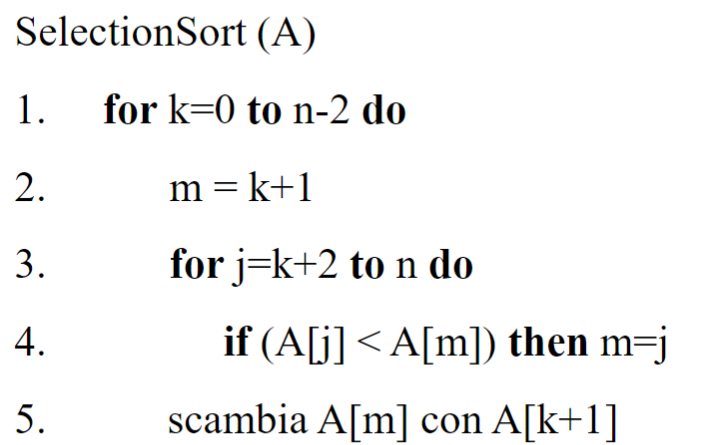 SelectionSort (A)
1. for k=0 to n-2 do
2. m = k+1
3. for j=k+2 to n do
4. if (A[j] < A[m]) then m=j
5. scambia A[m] con A[k+1]